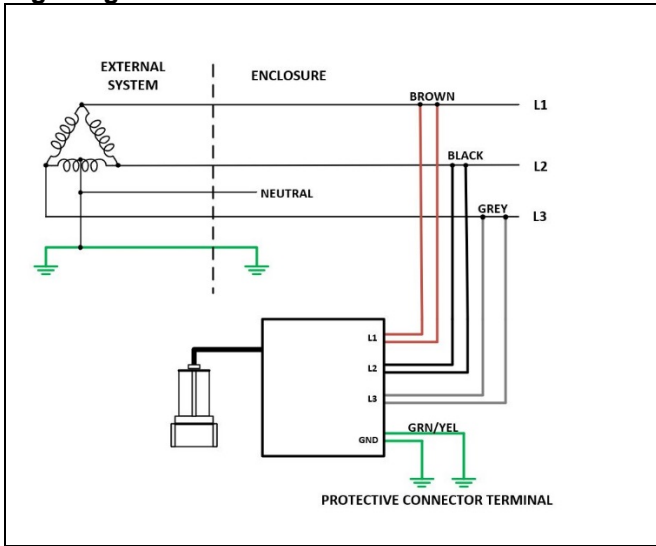 EXTERNAL
SYSTEM
ENCLOSURE
BROWN
L1
BLACK
L2
NEUTRAL
GREY
L3
L1
L2
L3
GRN/YEL
GND
PROTECTIVE CONNECTOR TERMINAL